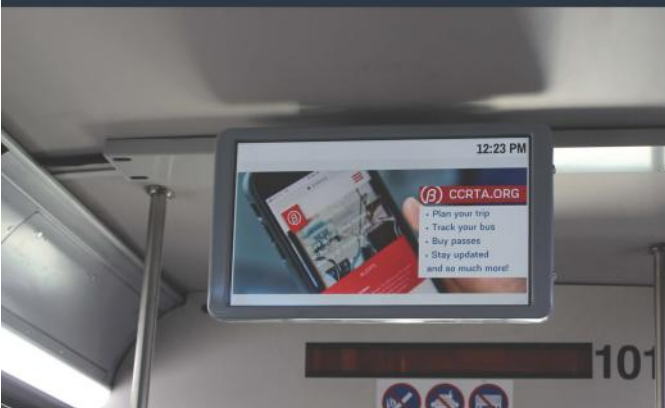 12:23 PM
CCRTA.ORG
• Plan your trip
• Track your bus
• Buy passes
• Stay updated
and so much more!
101